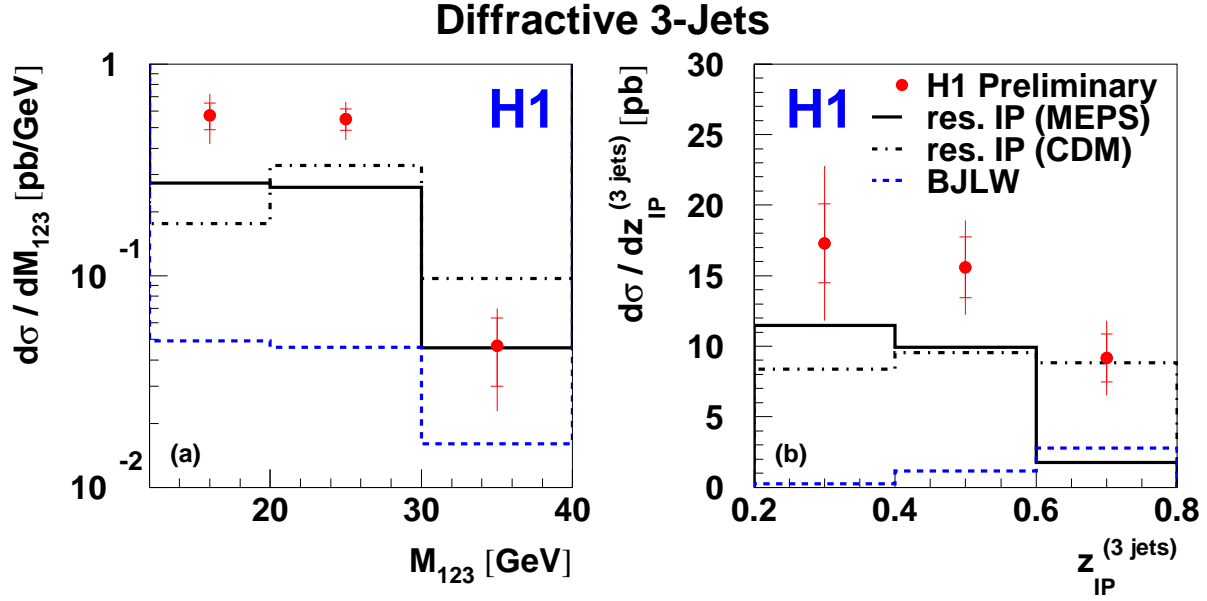 Diffractive 3-Jets
dσ / dM123 [pb/GeV]
1
10 -1
10 -2
H1
(a)
20 30 40
M123 [GeV]
dσ / dz IP (3 jets) [pb]
30
25
20
15
10
5
0
H1
H1 Preliminary
res. IP (MEPS)
res. IP (CDM)
BJLW
(b)
0.2 0.4 0.6 0.8
z IP (3 jets)